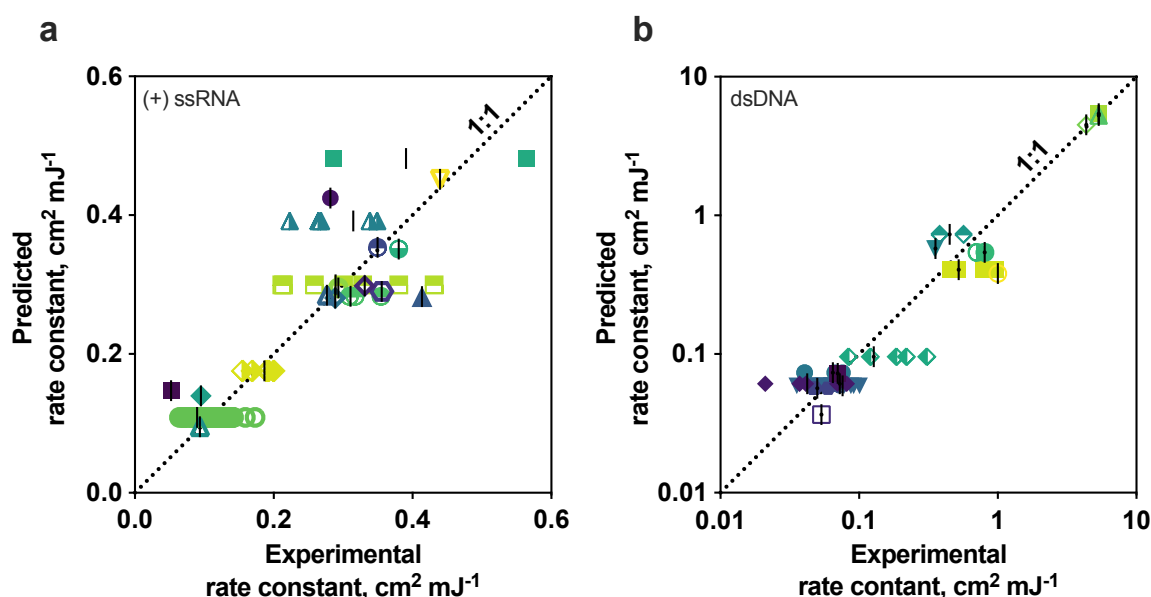 a
b
(+) ssRNA
1:1
0.6
0.4
0.2
0.0
0.0 0.2 0.4 0.6
Predicted
rate constant, cm² mJ⁻¹
Experimental
rate constant, cm² mJ⁻¹
dsDNA
1:1
10
1
0.1
0.01
0.01 0.1 1 10
Predicted
rate constant, cm² mJ⁻¹
Experimental
rate contant, cm² mJ⁻¹